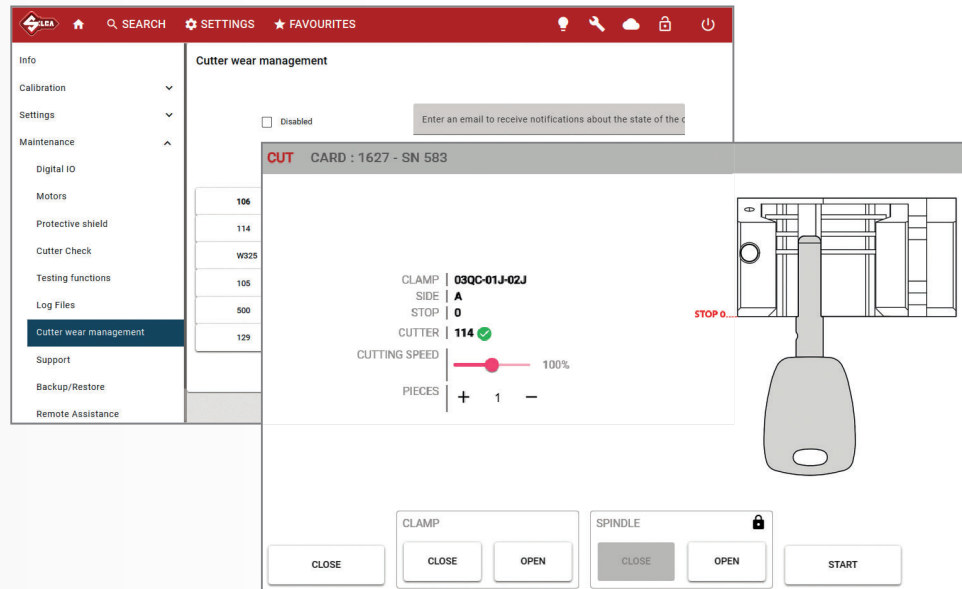 SILCA SEARCH SETTINGS FAVOURITES
Info
Calibration
Settings
Maintenance
Digital IO
Motors
Protective shield
Cutter Check
Testing functions
Log Files
Cutter wear management
Support
Backup/Restore
Remote Assistance
Cutter wear management
Disabled
Enter an email to receive notifications about the state of the c
106
114
W325
105
500
129
CUT CARD : 1627 - SN 583
CLAMP 03QC-01J-02J
SIDE A
STOP 0
CUTTER 114
CUTTING SPEED 100%
PIECES + 1 −
STOP 0....
CLOSE
CLAMP
CLOSE OPEN
SPINDLE
CLOSE OPEN
START